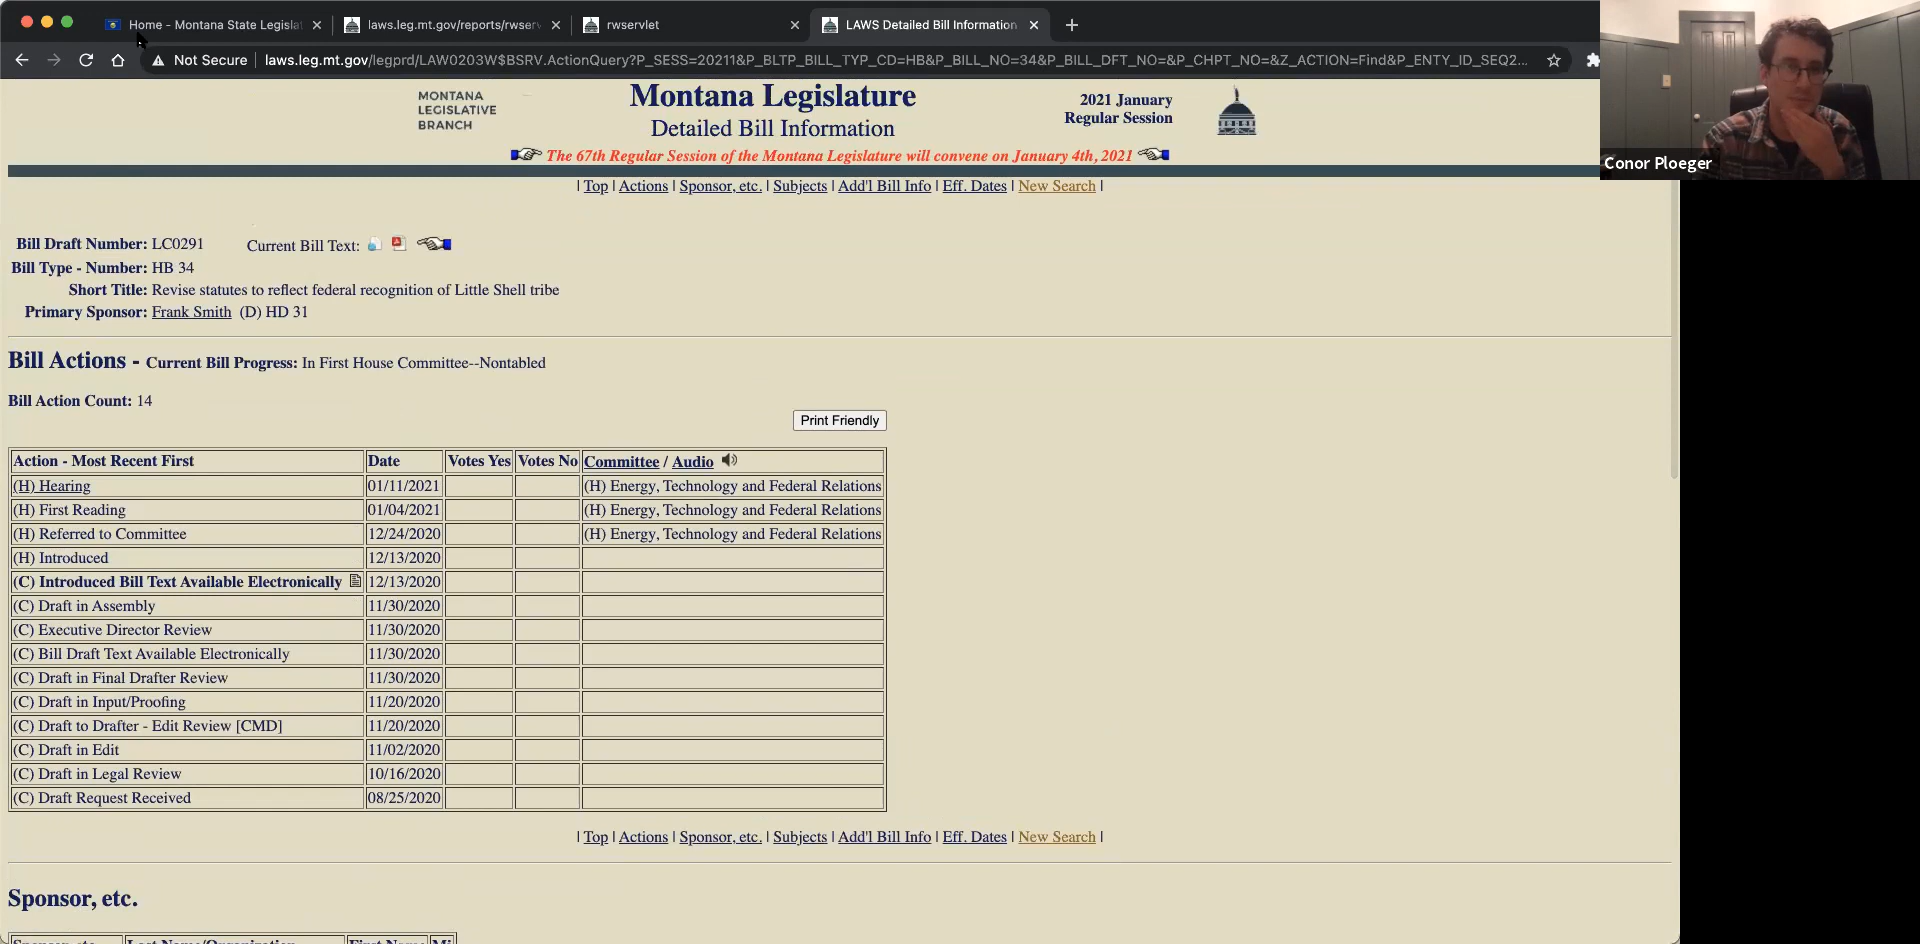 Home - Montana State Legislat
laws.leg.mt.gov/reports/rwserv
rwservlet
LAWS Detailed Bill Information
Not Secure | laws.leg.mt.gov/legprd/LAW0203W$BSRV.ActionQuery?P_SESS=20211&P_BLTP_BILL_TYP_CD=HB&P_BILL_NO=34&P_BILL_DFT_NO=&P_CHPT_NO=&Z_ACTION=Find&P_ENTY_ID_SEQ2...
MONTANA
LEGISLATIVE
BRANCH
Montana Legislature
Detailed Bill Information
2021 January
Regular Session
The 67th Regular Session of the Montana Legislature will convene on January 4th, 2021
Conor Ploeger
| Top | Actions | Sponsor, etc. | Subjects | Add'l Bill Info | Eff. Dates | New Search |
Bill Draft Number: LC0291 Current Bill Text:
Bill Type - Number: HB 34
Short Title: Revise statutes to reflect federal recognition of Little Shell tribe
Primary Sponsor: Frank Smith (D) HD 31
Bill Actions - Current Bill Progress: In First House Committee--Nontabled
Bill Action Count: 14
Print Friendly
Action - Most Recent First Date Votes Yes Votes No Committee / Audio
(H) Hearing 01/11/2021 (H) Energy, Technology and Federal Relations
(H) First Reading 01/04/2021 (H) Energy, Technology and Federal Relations
(H) Referred to Committee 12/24/2020 (H) Energy, Technology and Federal Relations
(H) Introduced 12/13/2020
(C) Introduced Bill Text Available Electronically 12/13/2020
(C) Draft in Assembly 11/30/2020
(C) Executive Director Review 11/30/2020
(C) Bill Draft Text Available Electronically 11/30/2020
(C) Draft in Final Drafter Review 11/30/2020
(C) Draft in Input/Proofing 11/20/2020
(C) Draft to Drafter - Edit Review [CMD] 11/20/2020
(C) Draft in Edit 11/02/2020
(C) Draft in Legal Review 10/16/2020
(C) Draft Request Received 08/25/2020
| Top | Actions | Sponsor, etc. | Subjects | Add'l Bill Info | Eff. Dates | New Search |
Sponsor, etc.
Sponsor, etc. Last Name/Organization First Name Mi